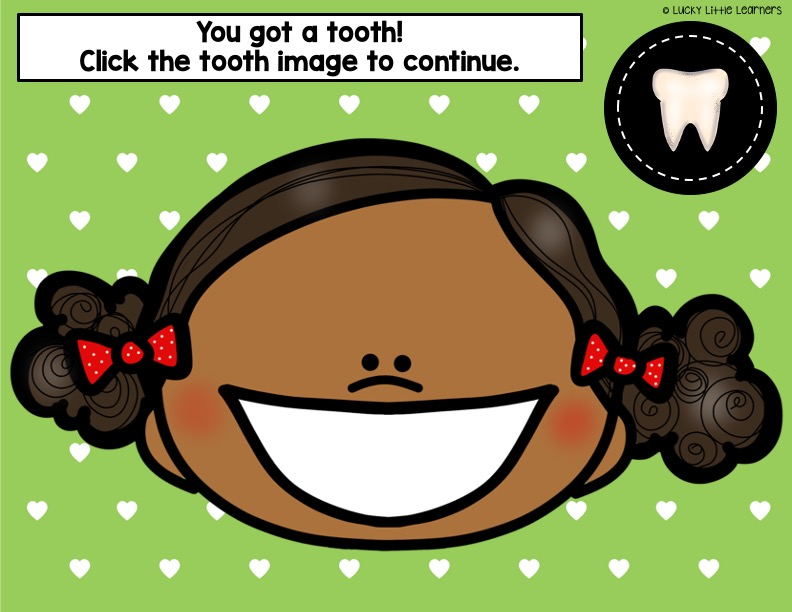 © Lucky Little Learners
You got a tooth!
Click the tooth image to continue.